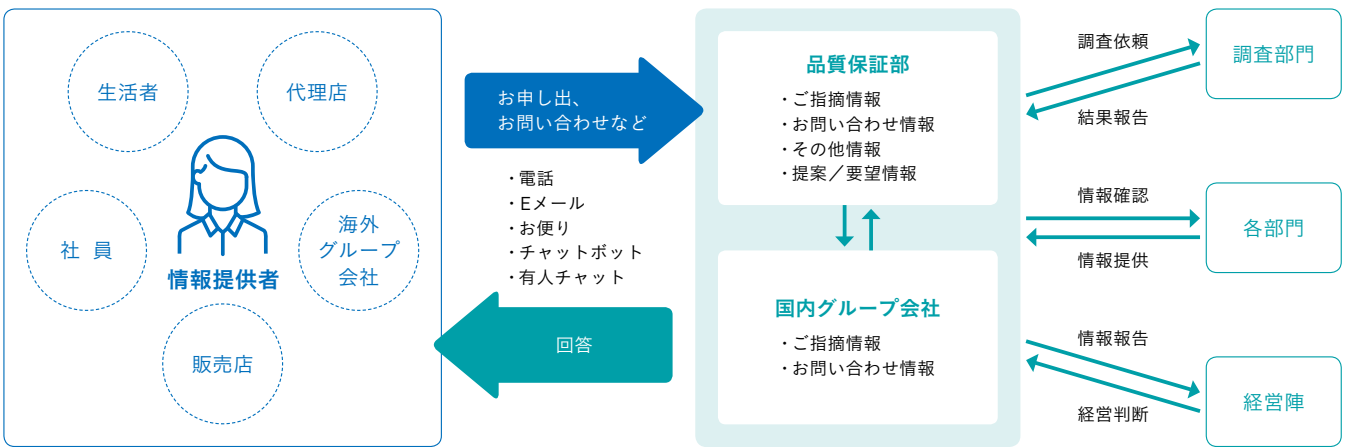 生活者
代理店
社 員
海外
グループ
会社
販売店
情報提供者
お申し出、
お問い合わせなど
・電話
・Eメール
・お便り
・チャットボット
・有人チャット
回答
品質保証部
・ご指摘情報
・お問い合わせ情報
・その他情報
・提案／要望情報
国内グループ会社
・ご指摘情報
・お問い合わせ情報
調査依頼
結果報告
調査部門
情報確認
情報提供
各部門
情報報告
経営判断
経営陣